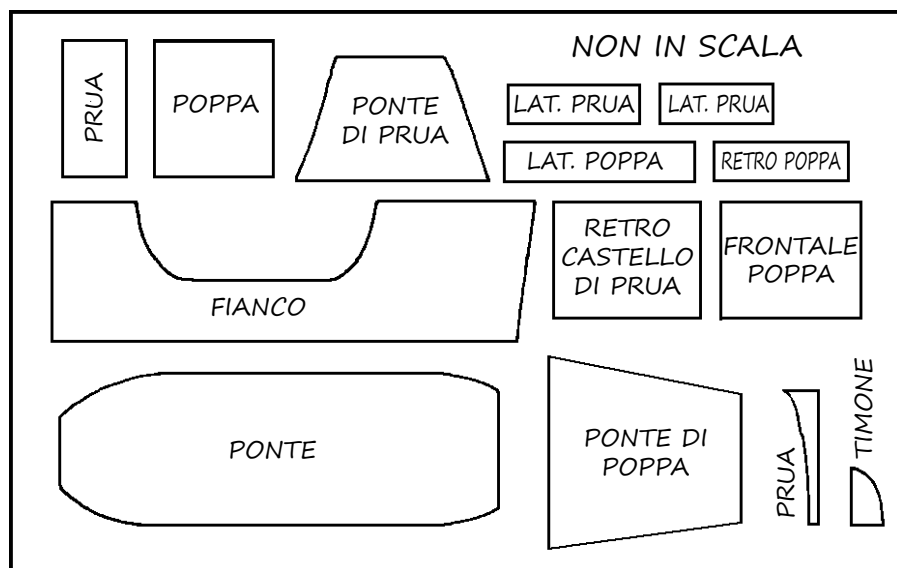 NON IN SCALA
PRUA
POPPA
PONTE
DI PRUA
LAT. PRUA
LAT. PRUA
LAT. POPPA
RETRO POPPA
FIANCO
RETRO
CASTELLO
DI PRUA
FRONTALE
POPPA
PONTE
PONTE DI
POPPA
PRUA
TIMONE